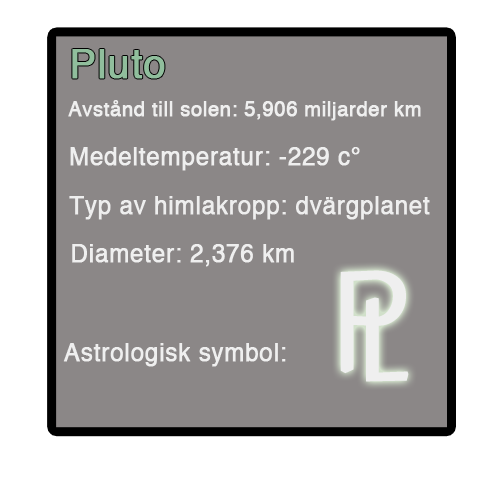 Pluto
Avstånd till solen: 5,906 miljarder km
Medeltemperatur: -229 c°
Typ av himlakropp: dvärgplanet
Diameter: 2,376 km
Astrologisk symbol: PL